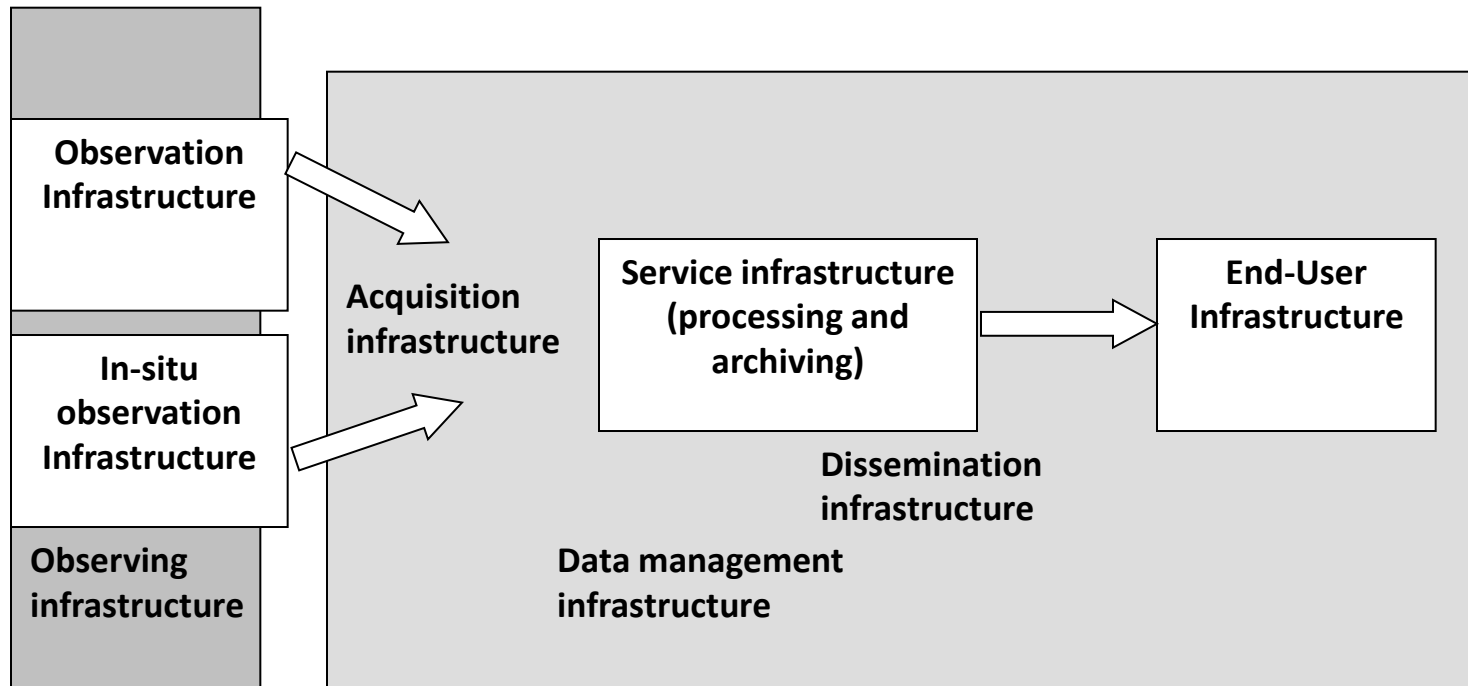 Observation
Infrastructure
In-situ
observation
Infrastructure
Observing
infrastructure
Acquisition
infrastructure
Service infrastructure
(processing and
archiving)
End-User
Infrastructure
Dissemination
infrastructure
Data management
infrastructure